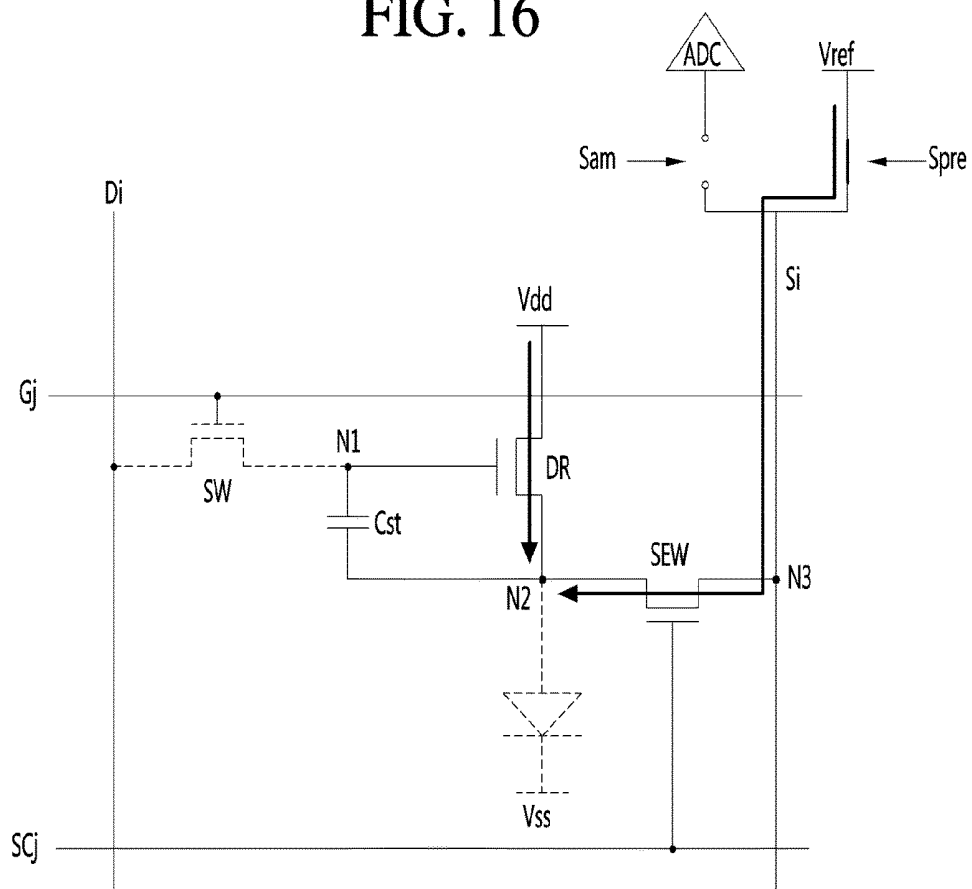 FIG. 16
ADC
Vref
Sam
Spre
Di
Si
Vdd
Gj
N1
DR
SW
Cst
SEW
N2
N3
Vss
SCj